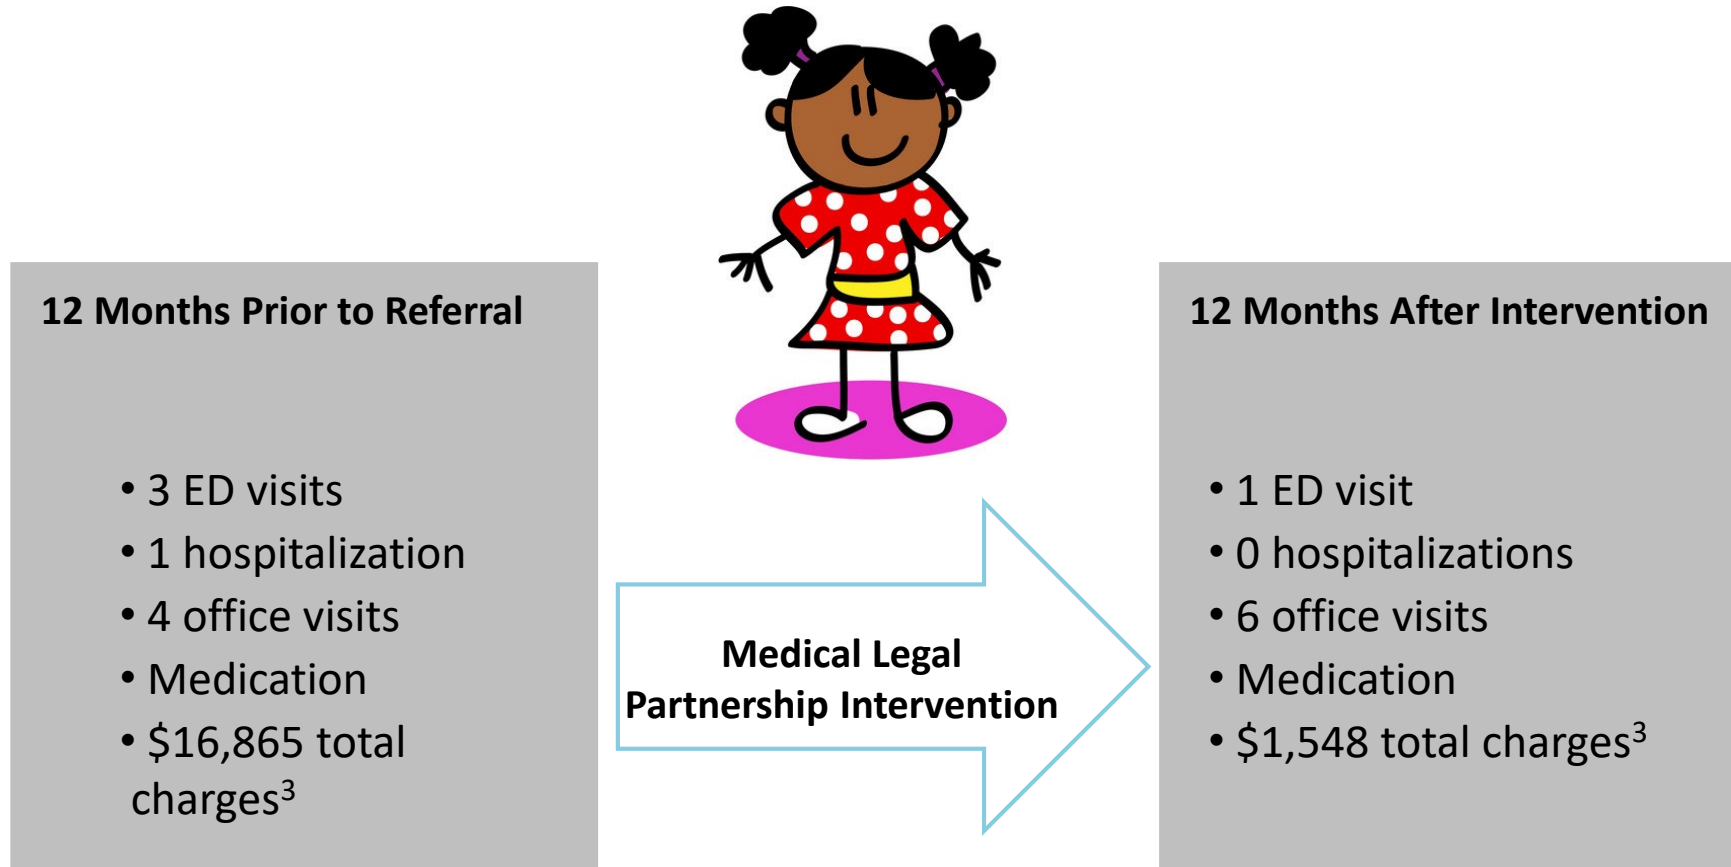 12 Months Prior to Referral
• 3 ED visits
• 1 hospitalization
• 4 office visits
• Medication
• $16,865 total
charges³
Medical Legal
Partnership Intervention
12 Months After Intervention
• 1 ED visit
• 0 hospitalizations
• 6 office visits
• Medication
• $1,548 total charges³